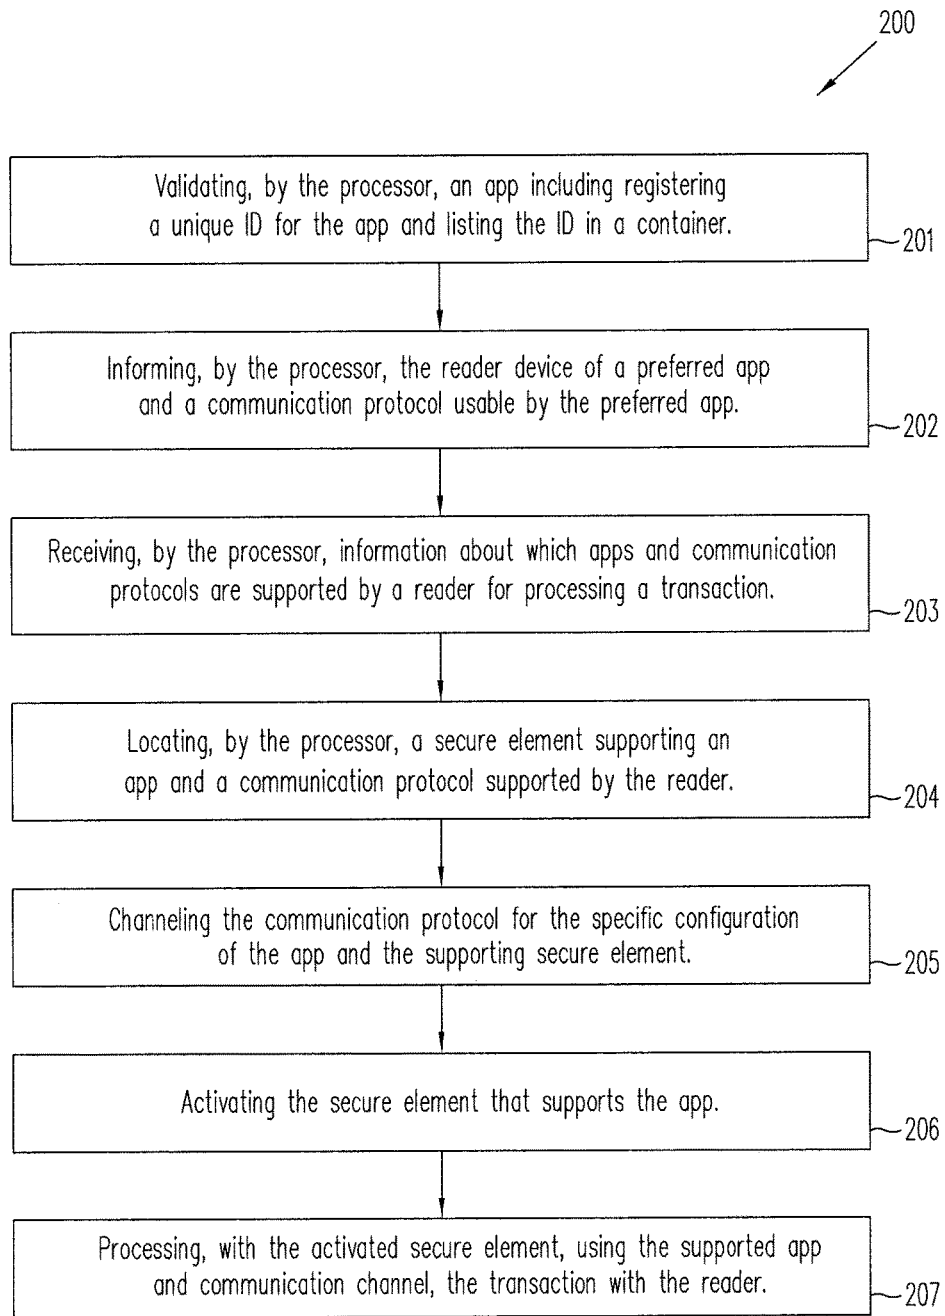 200
Validating, by the processor, an app including registering
a unique ID for the app and listing the ID in a container.
201
Informing, by the processor, the reader device of a preferred app
and a communication protocol usable by the preferred app.
202
Receiving, by the processor, information about which apps and communication
protocols are supported by a reader for processing a transaction.
203
Locating, by the processor, a secure element supporting an
app and a communication protocol supported by the reader.
204
Channeling the communication protocol for the specific configuration
of the app and the supporting secure element.
205
Activating the secure element that supports the app.
206
Processing, with the activated secure element, using the supported app
and communication channel, the transaction with the reader.
207